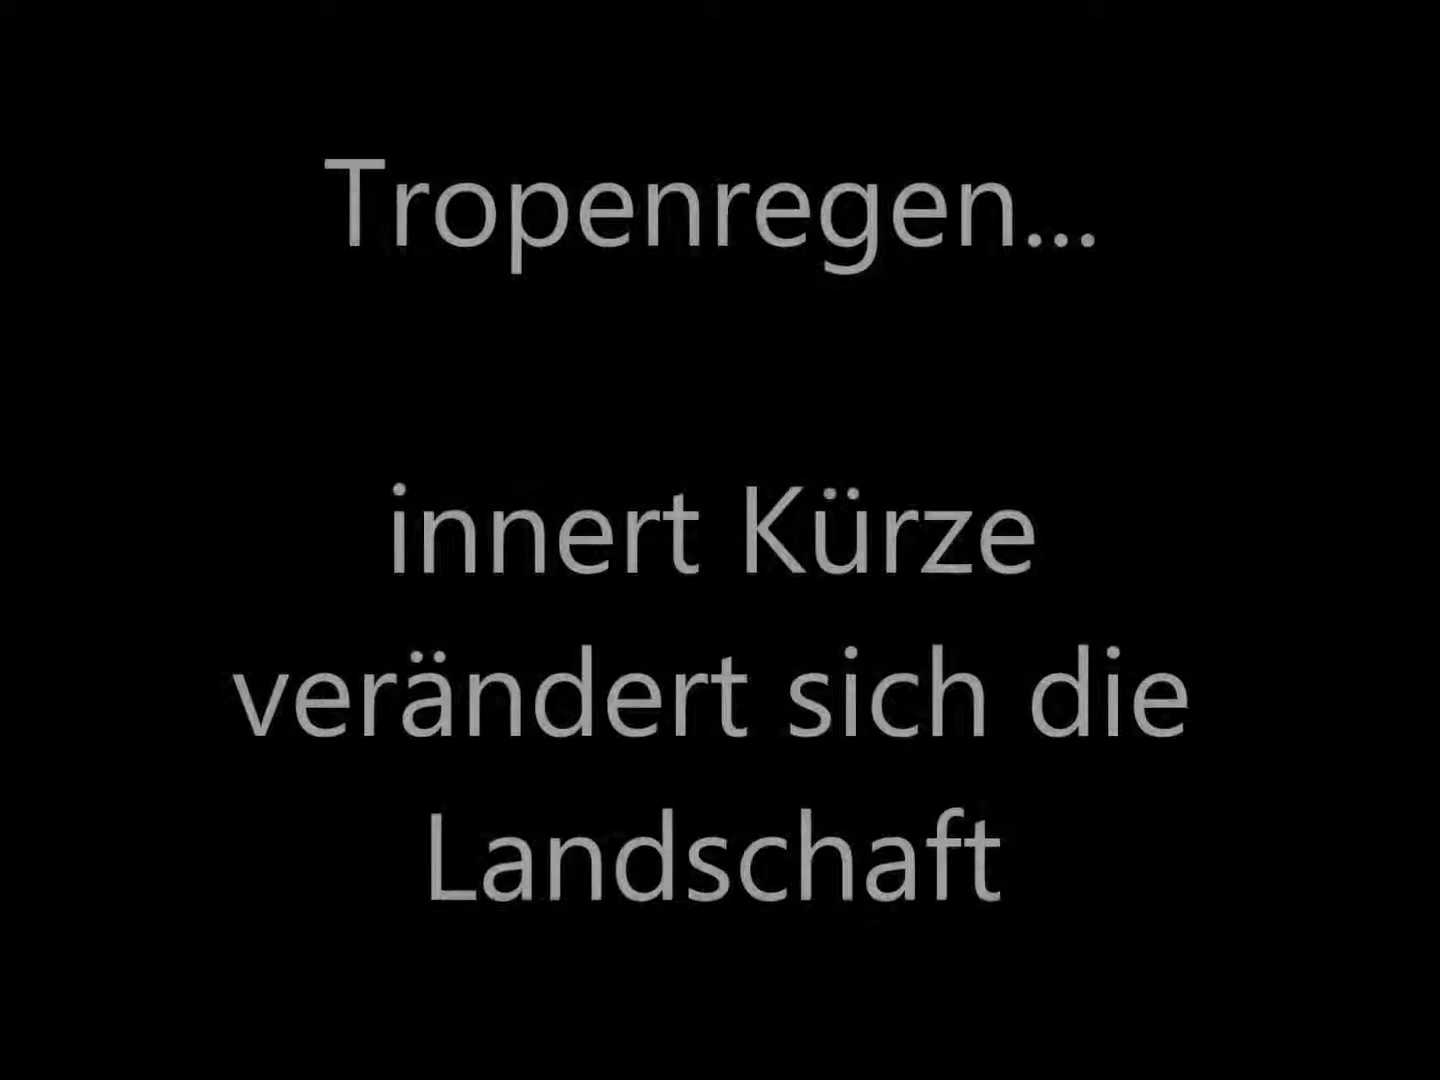 Tropenregen...
innert Kürze
verändert sich die
Landschaft